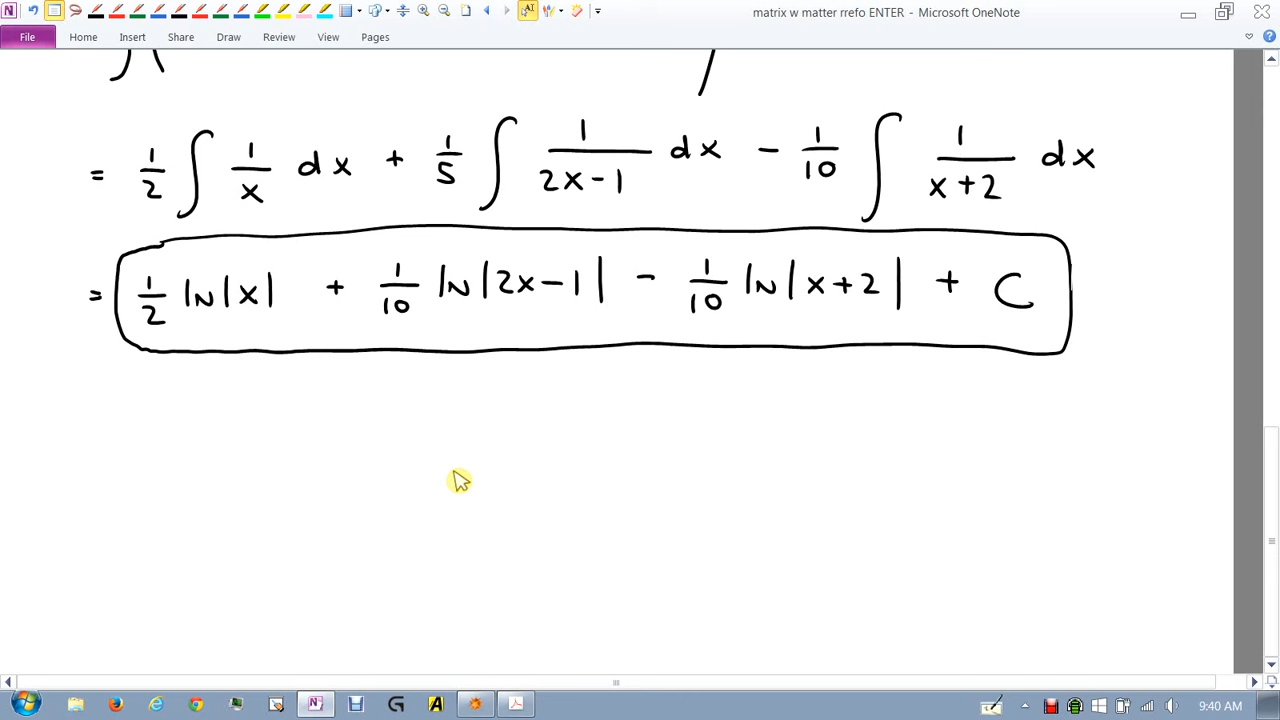 matrix w matter rrefo ENTER - Microsoft OneNote
File Home Insert Share Draw Review View Pages
= 1/2 ∫ 1/x dx + 1/5 ∫ 1/(2x-1) dx - 1/10 ∫ 1/(x+2) dx
= 1/2 ln|x| + 1/10 ln|2x-1| - 1/10 ln|x+2| + C
9:40 AM